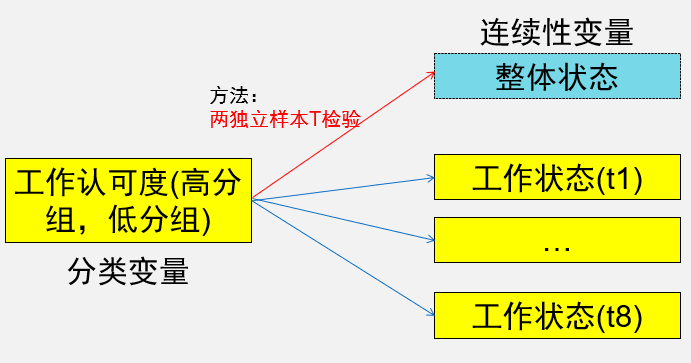 连续性变量
整体状态
方法：
两独立样本T检验
工作认可度(高分
组，低分组)
分类变量
工作状态(t1)
…
工作状态(t8)